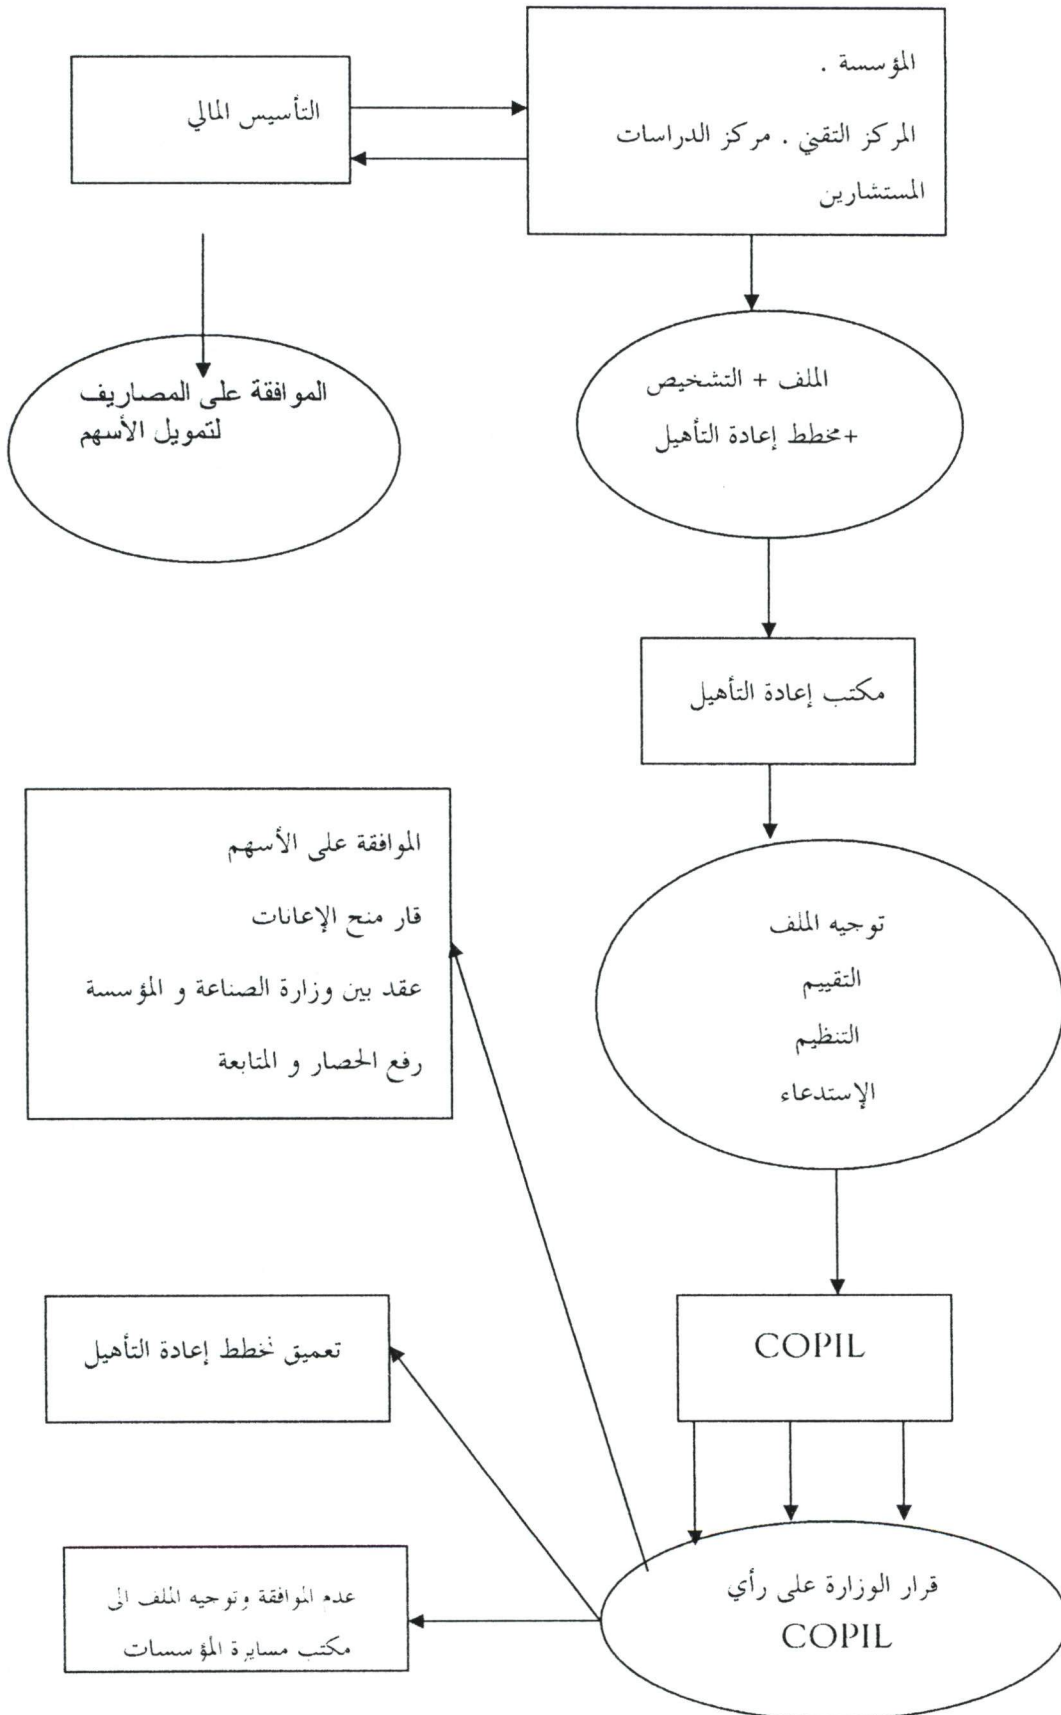 المؤسسة .
المركز التقني . مركز الدراسات
المستشارين
التأسيس المالي
الملف + التشخيص
+مخطط إعادة التأهيل
الموافقة على المصاريف
لتمويل الأسهم
مكتب إعادة التأهيل
توجيه الملف
التقييم
التنظيم
الإستدعاء
الموافقة على الأسهم
قار منح الإعانات
عقد بين وزارة الصناعة و المؤسسة
رفع الحصار و المتابعة
COPIL
تعميق نخطط إعادة التأهيل
قرار الوزارة على رأي
COPIL
عدم الموافقة وتوجيه الملف الى
مكتب مسايرة المؤسسات